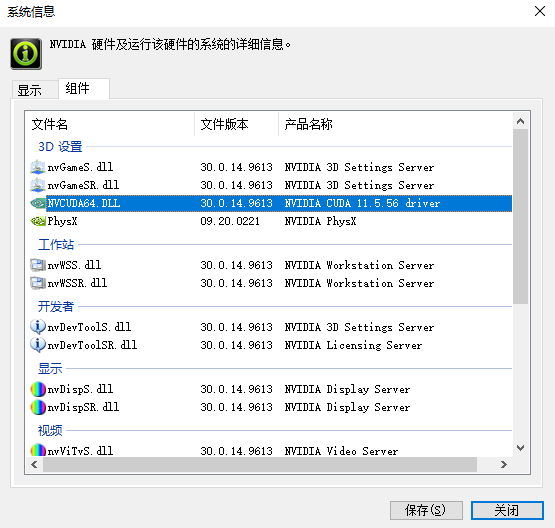 系统信息
NVIDIA 硬件及运行该硬件的系统的详细信息。
显示 组件
文件名 文件版本 产品名称
3D 设置
nvGameS.dll 30.0.14.9613 NVIDIA 3D Settings Server
nvGameSR.dll 30.0.14.9613 NVIDIA 3D Settings Server
NVCUDA64.DLL 30.0.14.9613 NVIDIA CUDA 11.5.56 driver
PhysX 09.20.0221 NVIDIA PhysX
工作站
nvWSS.dll 30.0.14.9613 NVIDIA Workstation Server
nvWSSR.dll 30.0.14.9613 NVIDIA Workstation Server
开发者
nvDevToolS.dll 30.0.14.9613 NVIDIA 3D Settings Server
nvDevToolSR.dll 30.0.14.9613 NVIDIA Licensing Server
显示
nvDispS.dll 30.0.14.9613 NVIDIA Display Server
nvDispSR.dll 30.0.14.9613 NVIDIA Display Server
视频
nvViTvS.dll 30.0.14.9613 NVIDIA Video Server
保存(S) 关闭